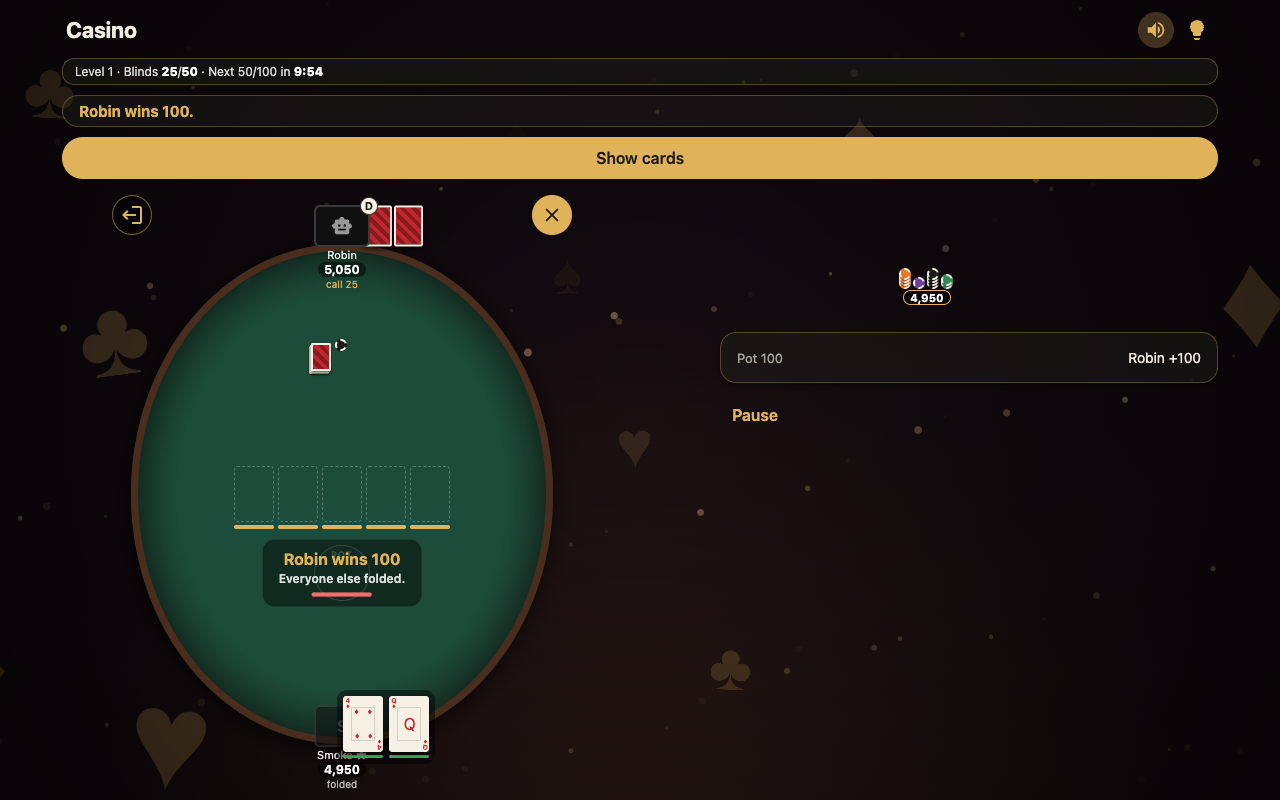 Casino
Level 1 · Blinds 25/50 · Next 50/100 in 9:54
Robin wins 100.
Show cards
D
Robin
5,050
call 25
4,950
Pot 100
Robin +100
Pause
Robin wins 100
Everyone else folded.
4
Q
Q
4
Q
4,950
folded